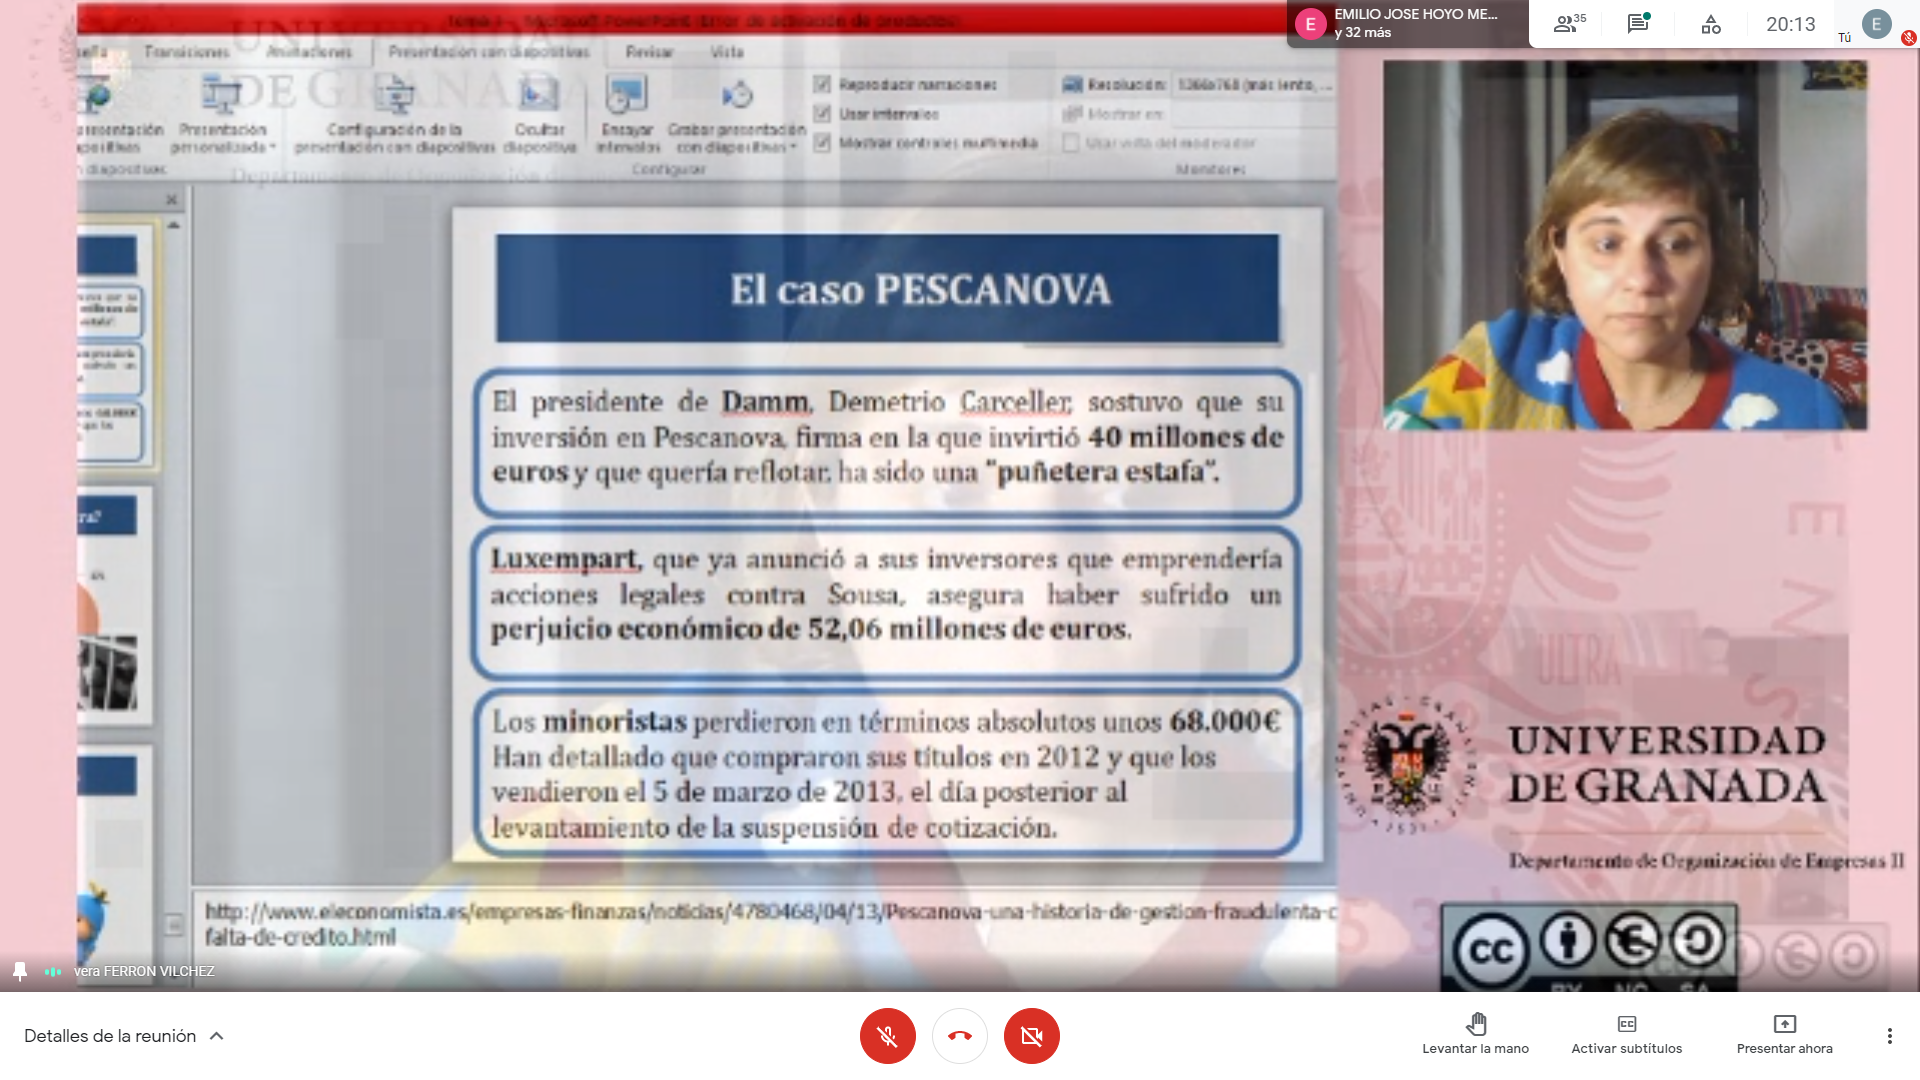 Tema 1 - Microsoft PowerPoint (Error de activación de productos)
EMILIO JOSE HOYO ME...
y 32 más
35
20:13
Tú
E
E
Transiciones
Animaciones
Presentación con diapositivas
Revisar
Vista
Presentación
personalizada
Configuración de la
presentación con diapositivas
Ocultar
diapositiva
Ensayar
intervalos
Grabar presentación
con diapositivas
Reproducir narraciones
Usar intervalos
Mostrar controles multimedia
Resolución:
1366x768 (más lento, ...
Mostrar en:
Usar vista del moderador
diapositivas
Configurar
Monitores
El caso PESCANOVA
El presidente de Damm, Demetrio Carceller, sostuvo que su
inversión en Pescanova, firma en la que invirtió 40 millones de
euros y que quería reflotar, ha sido una "puñetera estafa".
Luxempart, que ya anunció a sus inversores que emprendería
acciones legales contra Sousa, asegura haber sufrido un
perjuicio económico de 52,06 millones de euros.
Los minoristas perdieron en términos absolutos unos 68.000€
Han detallado que compraron sus títulos en 2012 y que los
vendieron el 5 de marzo de 2013, el día posterior al
levantamiento de la suspensión de cotización.
http://www.eleconomista.es/empresas-finanzas/noticias/4780468/04/13/Pescanova-una-historia-de-gestion-fraudulenta-c
falta-de-credito.html
ULTRA
UNIVERSIDAD
DE GRANADA
Departamento de Organización de Empresas II
cc
BY NC SA
vera FERRON VILCHEZ
Detalles de la reunión
Levantar la mano
Activar subtítulos
Presentar ahora